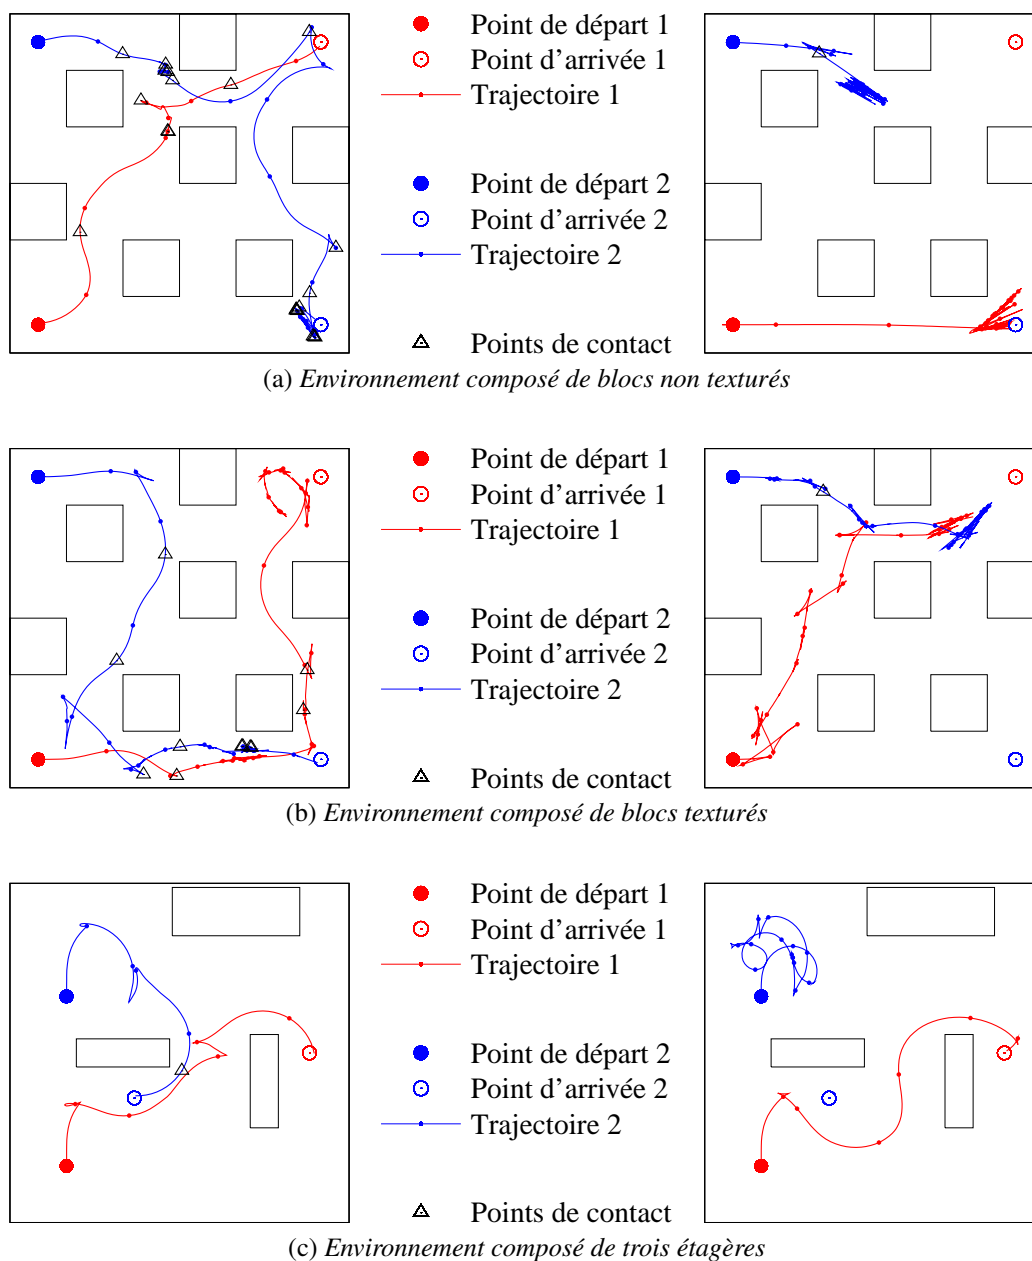 Point de départ 1
Point d'arrivée 1
Trajectoire 1
Point de départ 2
Point d'arrivée 2
Trajectoire 2
Points de contact
(a) Environnement composé de blocs non texturés
Point de départ 1
Point d'arrivée 1
Trajectoire 1
Point de départ 2
Point d'arrivée 2
Trajectoire 2
Points de contact
(b) Environnement composé de blocs texturés
Point de départ 1
Point d'arrivée 1
Trajectoire 1
Point de départ 2
Point d'arrivée 2
Trajectoire 2
Points de contact
(c) Environnement composé de trois étagères